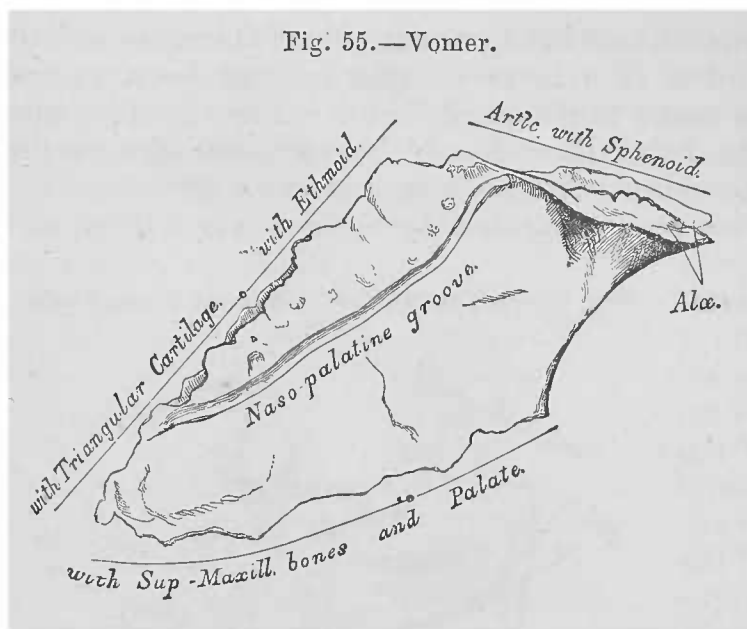 Fig. 55.—Vomer.
Artlc. with Sphenoid.
with Ethmoid.
with Triangular Cartilage.
Alæ.
Naso-palatine groove.
with Sup-Maxill. bones and Palate.